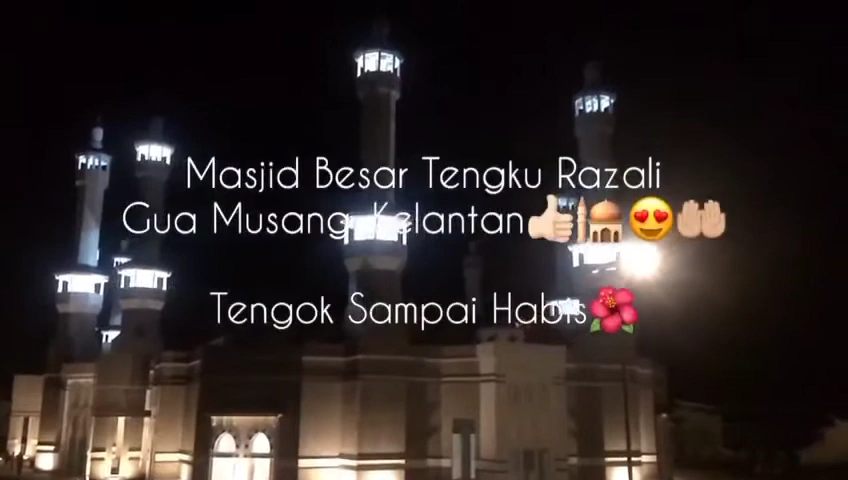 Masjid Besar Tengku Razali
Gua Musang, Kelantan👍🏼🕌😍🤲🏼
Tengok Sampai Habis🌺